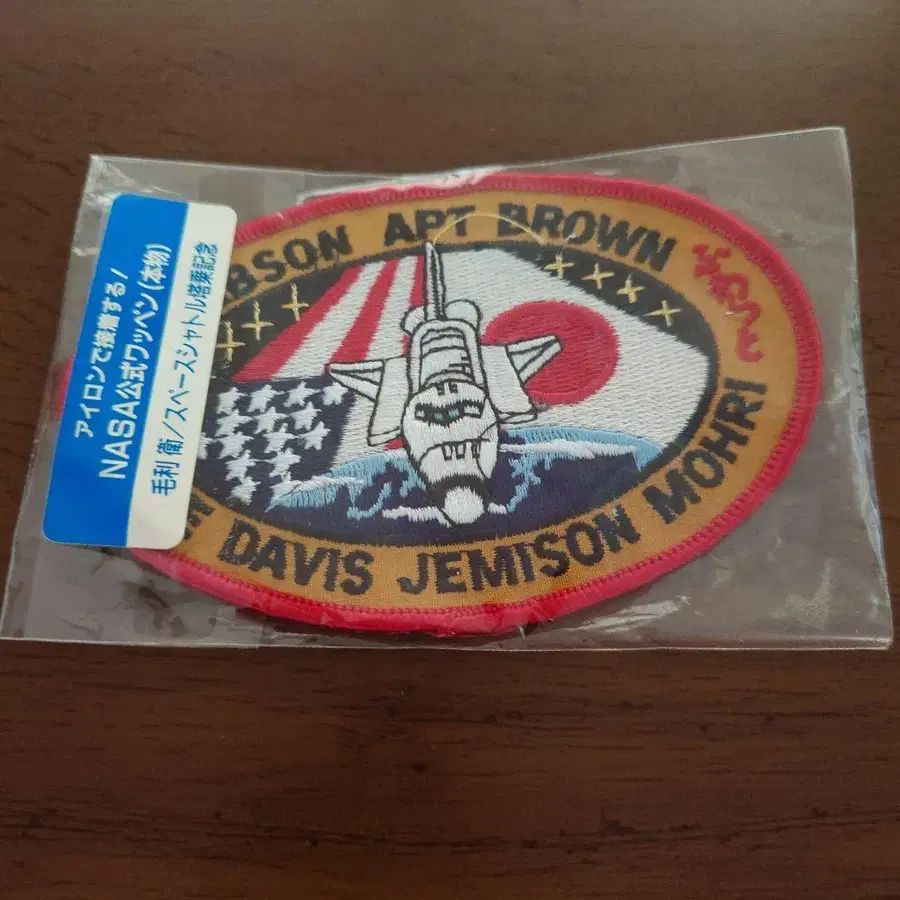 アイロンで接着する!
NASA公式ワッペン(本物)
毛利 衛/スペースシャトル塔乗記念
BSON APT BROWN
DAVIS JEMISON MOHRI